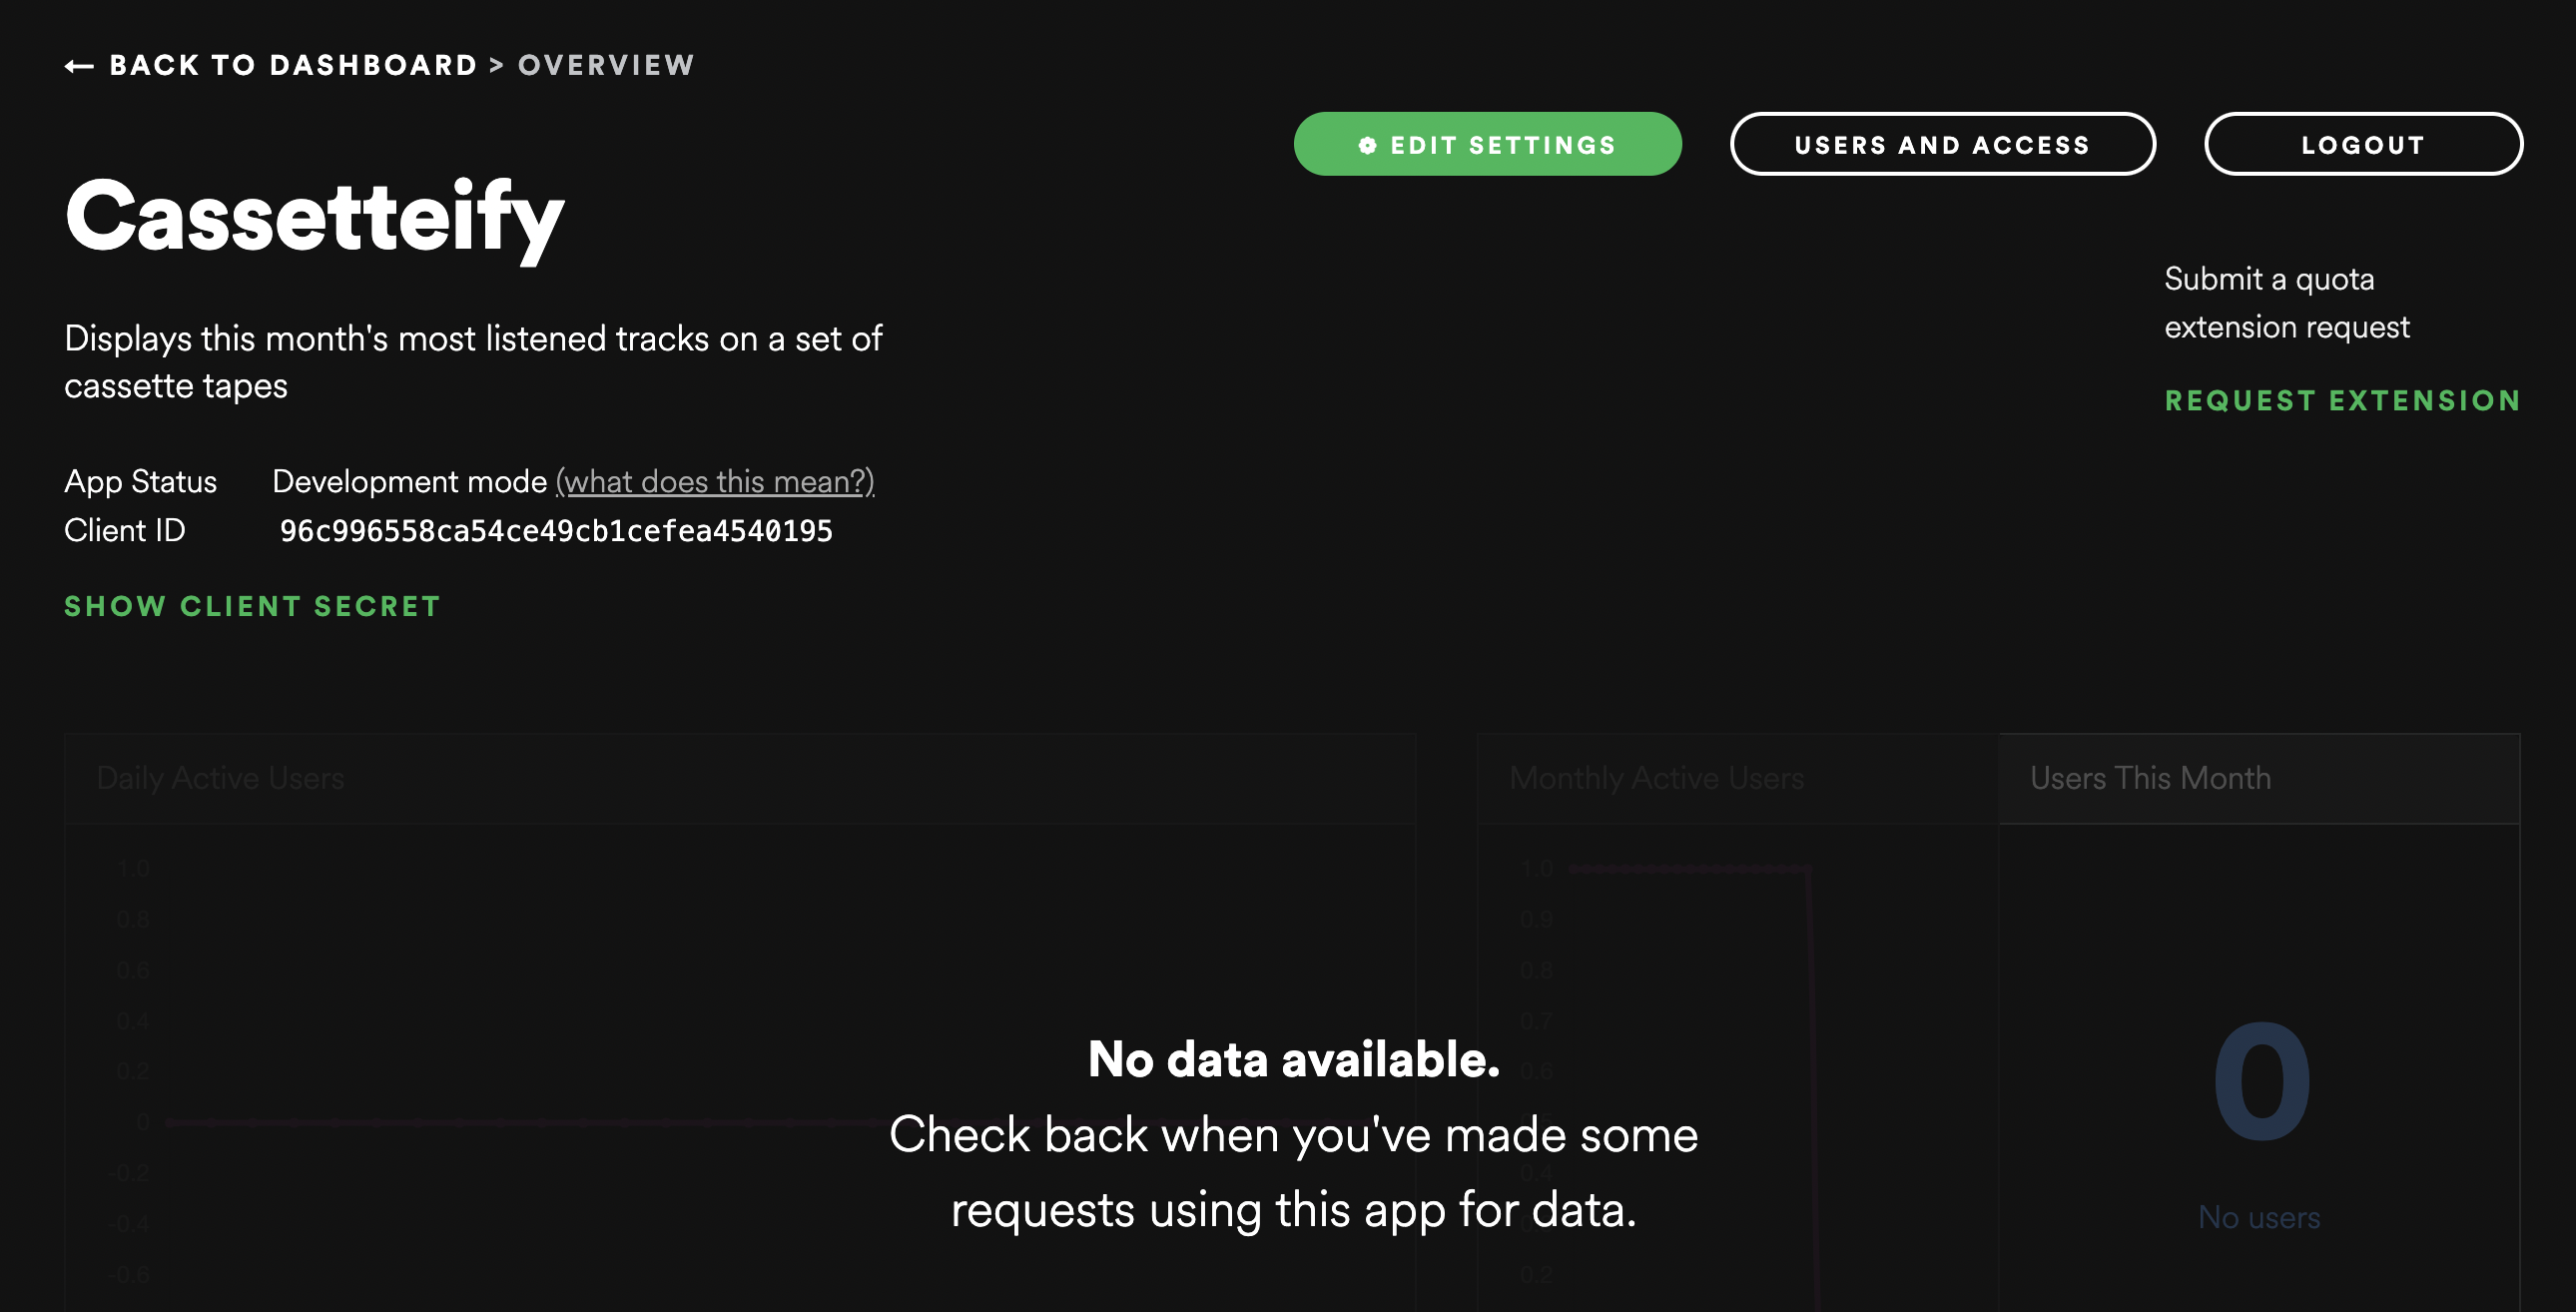 ← BACK TO DASHBOARD > OVERVIEW
EDIT SETTINGS
USERS AND ACCESS
LOGOUT
Cassetteify
Submit a quota
extension request
REQUEST EXTENSION
Displays this month's most listened tracks on a set of
cassette tapes
App Status Development mode (what does this mean?)
Client ID 96c996558ca54ce49cb1cefea4540195
SHOW CLIENT SECRET
Daily Active Users
1.0
0.8
0.6
0.4
0.2
0
-0.2
-0.4
-0.6
Monthly Active Users
1.0
0.9
0.8
0.7
0.6
0.4
0.2
Users This Month
0
No users
No data available.
Check back when you've made some
requests using this app for data.